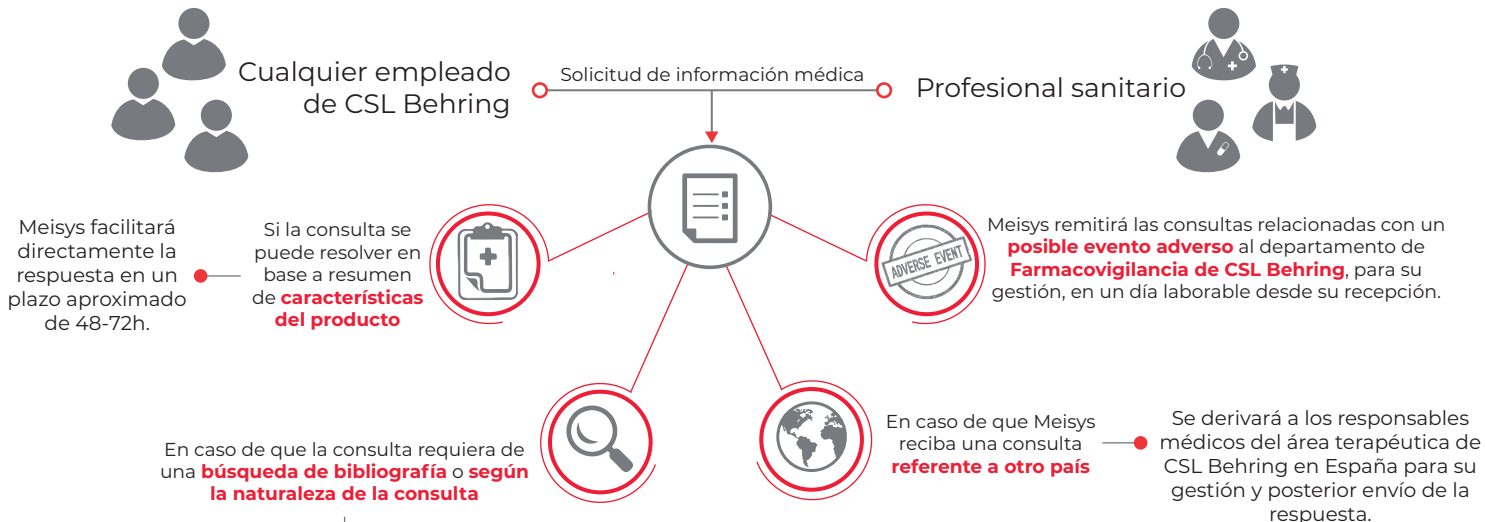 Cualquier empleado
de CSL Behring
Solicitud de información médica
Profesional sanitario
Meisys facilitará
directamente la
respuesta en un
plazo aproximado
de 48-72h.
Si la consulta se
puede resolver en
base a resumen
de características
del producto
ADVERSE EVENT
Meisys remitirá las consultas relacionadas con un
posible evento adverso al departamento de
Farmacovigilancia de CSL Behring, para su
gestión, en un día laborable desde su recepción.
En caso de que la consulta requiera de
una búsqueda de bibliografía o según
la naturaleza de la consulta
En caso de que Meisys
reciba una consulta
referente a otro país
Se derivará a los responsables
médicos del área terapéutica de
CSL Behring en España para su
gestión y posterior envío de la
respuesta.